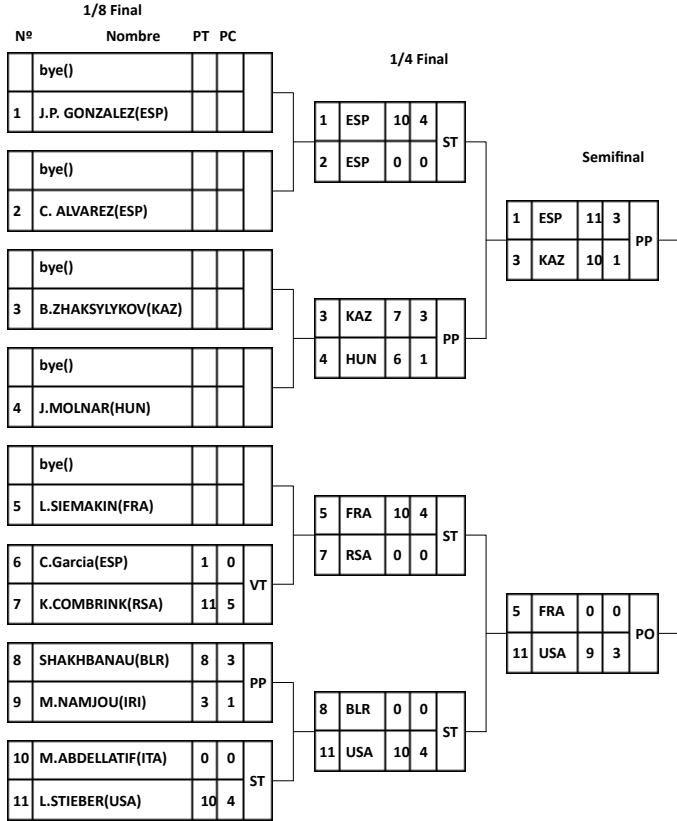 1/8 Final
Nº Nombre PT PC
bye()
1 J.P. GONZALEZ(ESP)
bye()
2 C. ALVAREZ(ESP)
bye()
3 B.ZHAKSYLYKOV(KAZ)
bye()
4 J.MOLNAR(HUN)
bye()
5 L.SIEMAKIN(FRA)
6 C.Garcia(ESP) 1 0
VT
7 K.COMBRINK(RSA) 11 5
8 SHAKHBANAU(BLR) 8 3
PP
9 M.NAMJOU(IRI) 3 1
10 M.ABDELLATIF(ITA) 0 0
ST
11 L.STIEBER(USA) 10 4
1/4 Final
1 ESP 10 4
ST
2 ESP 0 0
3 KAZ 7 3
PP
4 HUN 6 1
5 FRA 10 4
ST
7 RSA 0 0
8 BLR 0 0
ST
11 USA 10 4
Semifinal
1 ESP 11 3
PP
3 KAZ 10 1
5 FRA 0 0
PO
11 USA 9 3